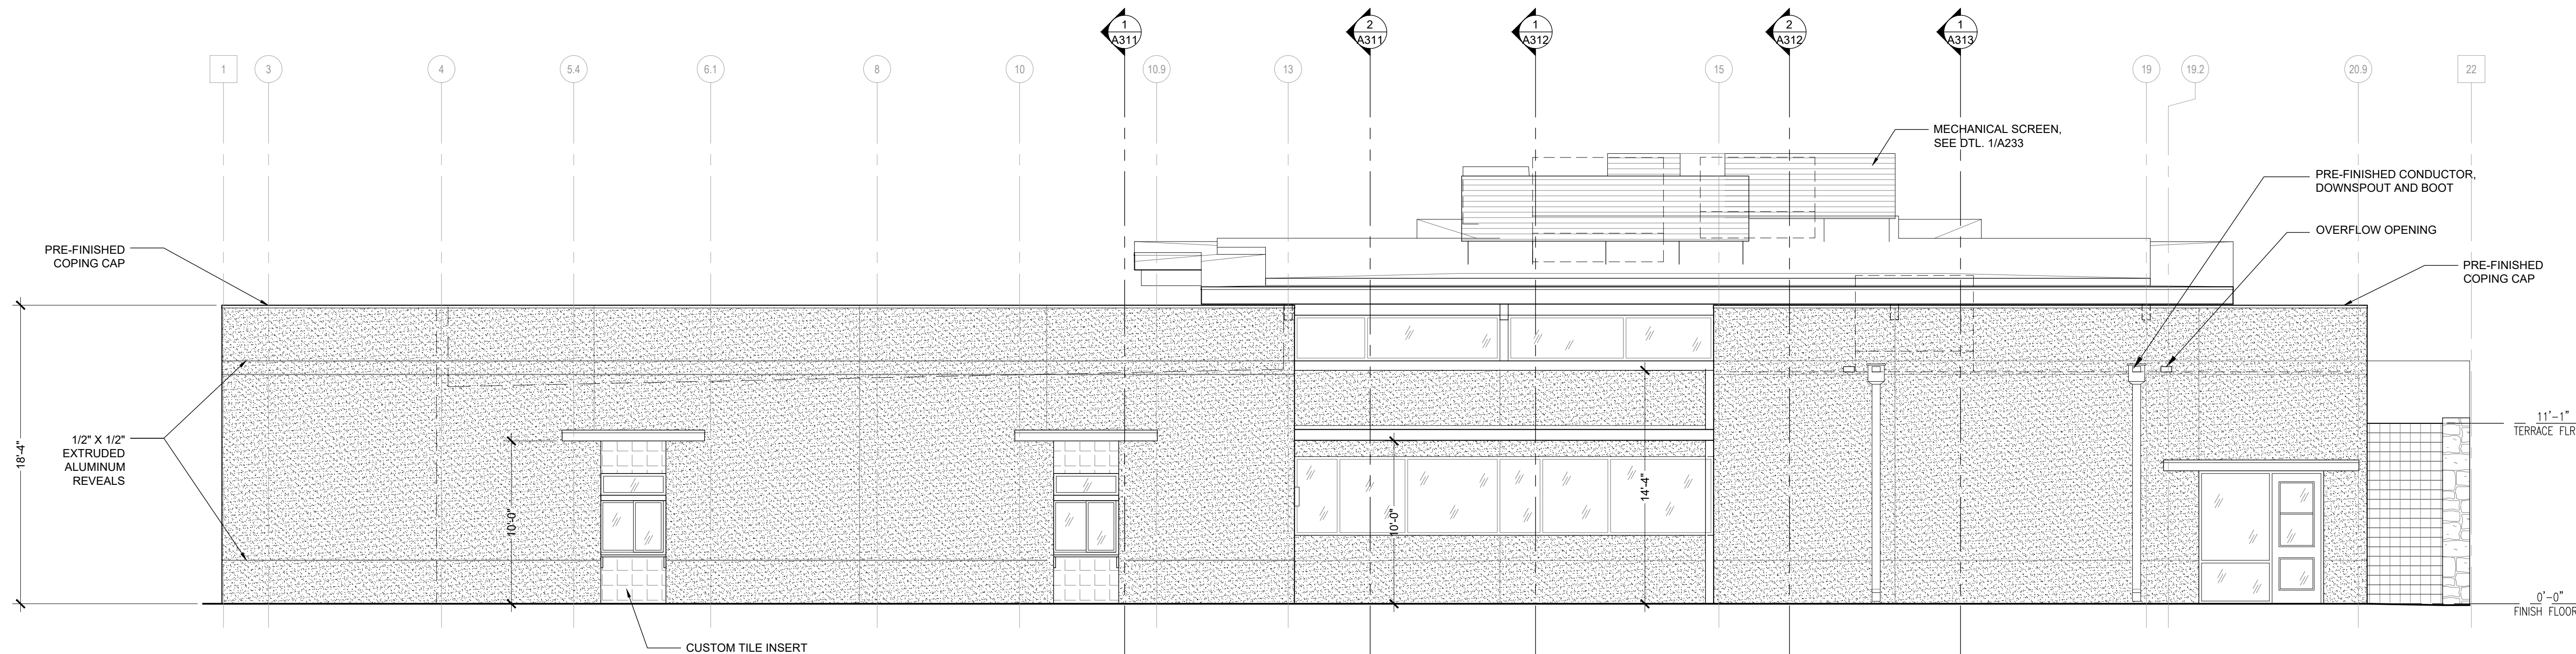 1
A311
2
A311
1
A312
2
A312
1
A313
1
3
4
5.4
6.1
8
10
10.9
13
15
19
19.2
20.9
22
MECHANICAL SCREEN,
SEE DTL. 1/A233
PRE-FINISHED CONDUCTOR,
DOWNSPOUT AND BOOT
OVERFLOW OPENING
PRE-FINISHED
COPING CAP
PRE-FINISHED
COPING CAP
18'-4"
1/2" X 1/2"
EXTRUDED
ALUMINUM
REVEALS
10'-0"
10'-0"
14'-4"
11'-1"
TERRACE FLR
0'-0"
FINISH FLOOR
CUSTOM TILE INSERT